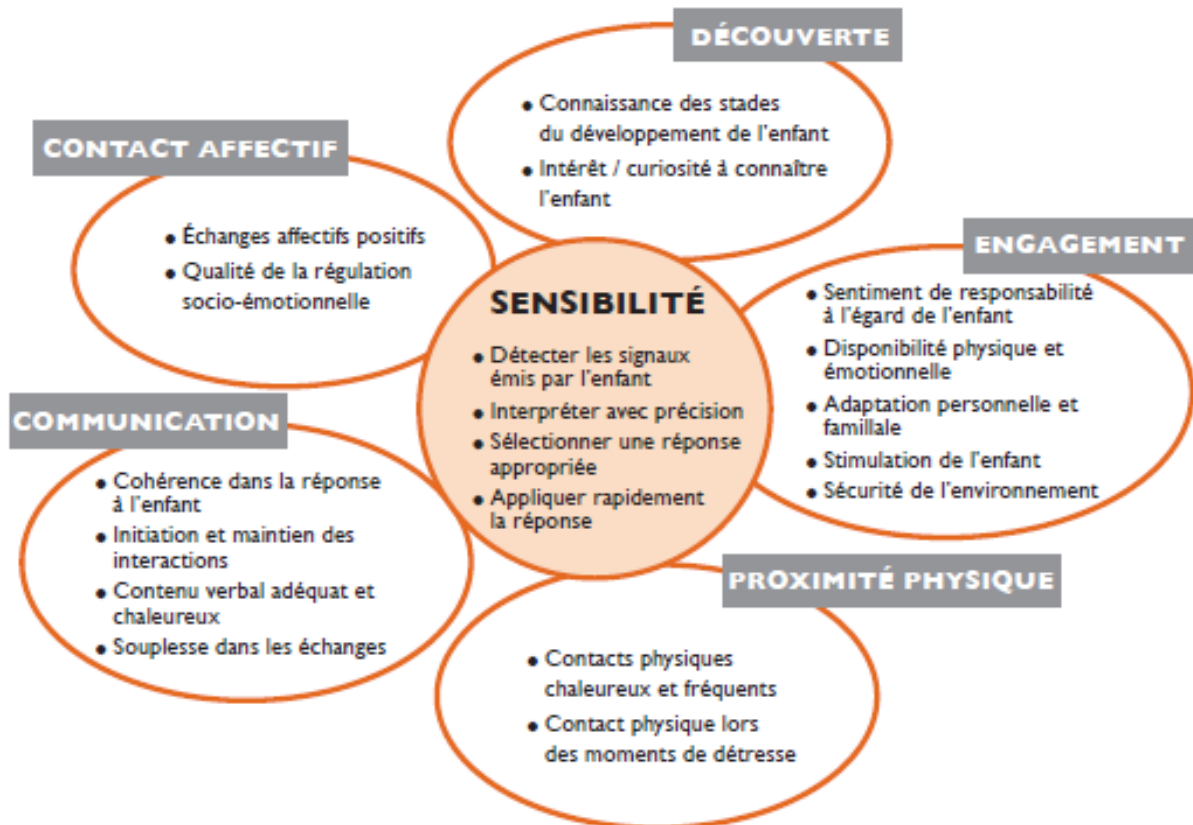 DÉCOUVERTE
• Connaissance des stades
du développement de l'enfant
• Intérêt / curiosité à connaître
l'enfant
CONTACT AFFECTIF
• Échanges affectifs positifs
• Qualité de la régulation
socio-émotionnelle
ENGAGEMENT
• Sentiment de responsabilité
à l'égard de l'enfant
• Disponibilité physique et
émotionnelle
• Adaptation personnelle et
famillale
• Stimulation de l'enfant
• Sécurité de l'environnement
SENSIBILITÉ
• Détecter les signaux
émis par l'enfant
• Interpréter avec précision
• Sélectionner une réponse
appropriée
• Appliquer rapidement
la réponse
COMMUNICATION
• Cohérence dans la réponse
à l'enfant
• Initiation et maintien des
interactions
• Contenu verbal adéquat et
chaleureux
• Souplesse dans les échanges
PROXIMITÉ PHYSIQUE
• Contacts physiques
chaleureux et fréquents
• Contact physique lors
des moments de détresse